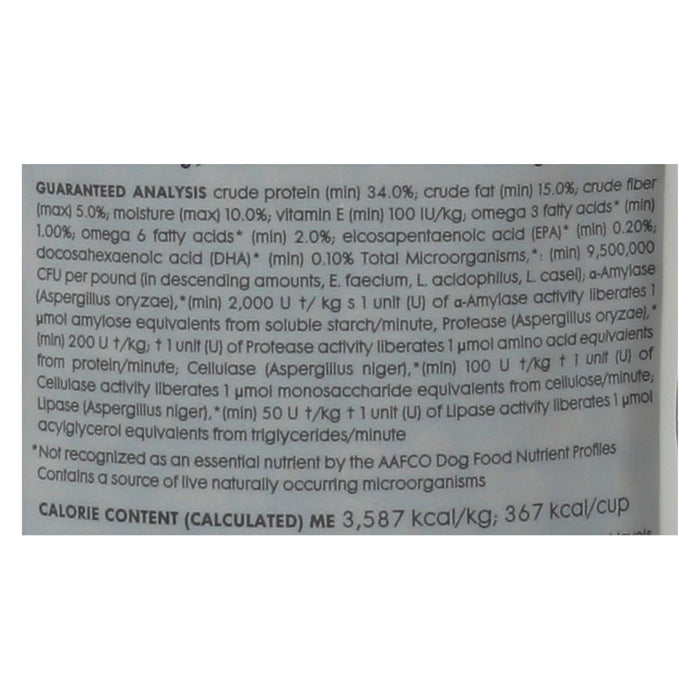 GUARANTEED ANALYSIS crude protein (min) 34.0%; crude fat (min) 15.0%; crude fiber
(max) 5.0%; moisture (max) 10.0%; vitamin E (min) 100 IU/kg; omega 3 fatty acids* (min)
1.00%; omega 6 fatty acids* (min) 2.0%; eicosapentaenoic acid (EPA)* (min) 0.20%;
docosahexaenoic acid (DHA)* (min) 0.10% Total Microorganisms,*: (min) 9,500,000
CFU per pound (in descending amounts, E. faecium, L. acidophilus, L. casei); α-Amylase
(Aspergillus oryzae),*(min) 2,000 U †/ kg s 1 unit (U) of α-Amylase activity liberates 1
µmol amylose equivalents from soluble starch/minute, Protease (Aspergillus oryzae),*
(min) 200 U †/kg; † 1 unit (U) of Protease activity liberates 1 µmol amino acid equivalents
from protein/minute; Cellulase (Aspergillus niger),*(min) 100 U †/kg † 1 unit (U) of
Cellulase activity liberates 1 µmol monosaccharide equivalents from cellulose/minute;
Lipase (Aspergillus niger),*(min) 50 U †/kg † 1 unit (U) of Lipase activity liberates 1 µmol
acylglycerol equivalents from triglycerides/minute
*Not recognized as an essential nutrient by the AAFCO Dog Food Nutrient Profiles
Contains a source of live naturally occurring microorganisms
CALORIE CONTENT (CALCULATED) ME 3,587 kcal/kg; 367 kcal/cup